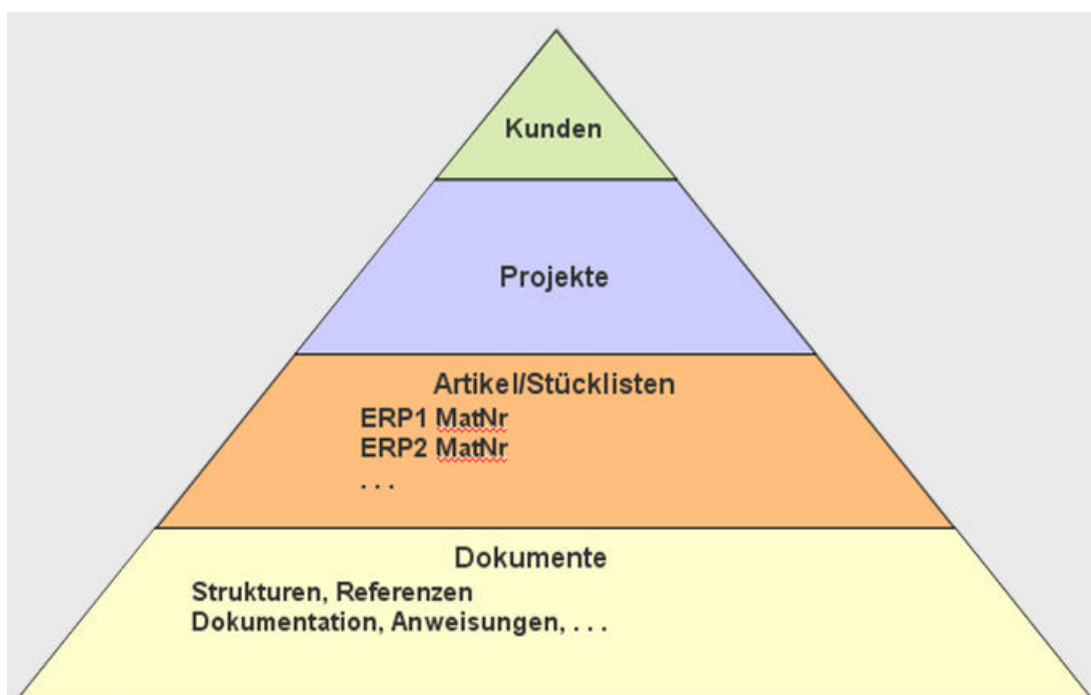 Kunden
Projekte
Artikel/Stücklisten
ERP1 MatNr
ERP2 MatNr
. . .
Dokumente
Strukturen, Referenzen
Dokumentation, Anweisungen, . . .